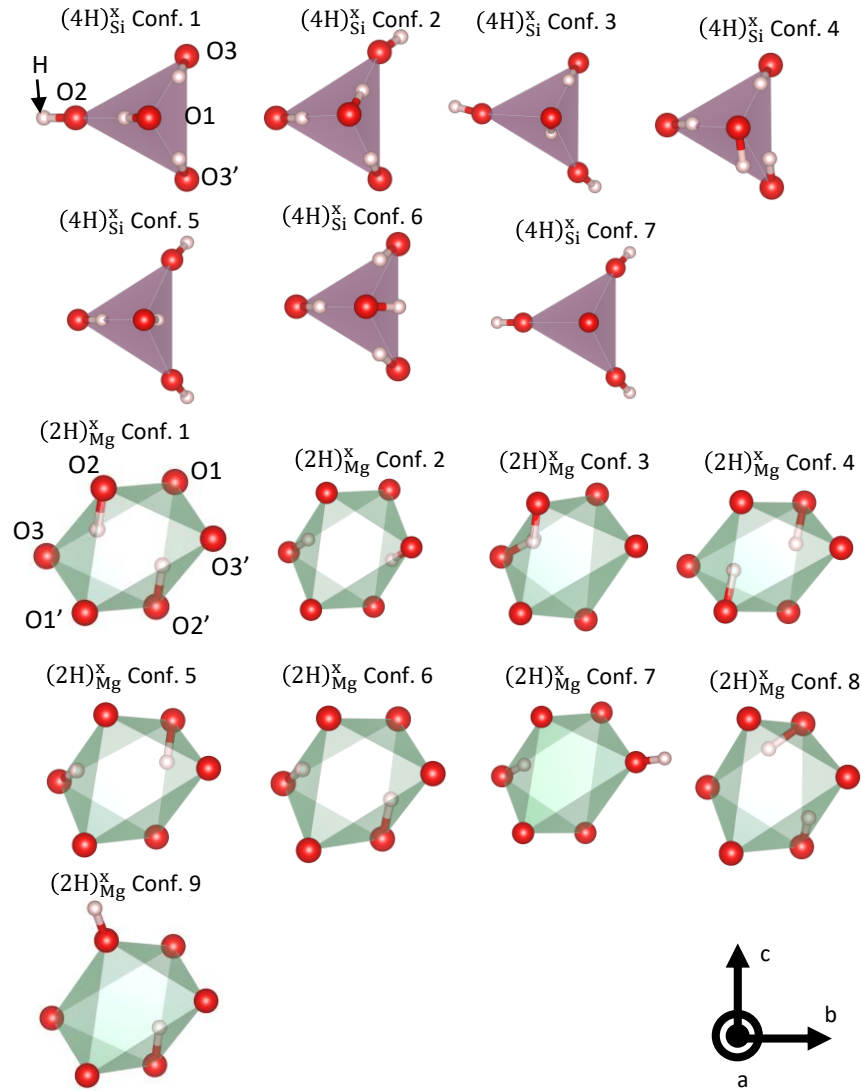 (4H)ˣSi Conf. 1
(4H)ˣSi Conf. 2
(4H)ˣSi Conf. 3
(4H)ˣSi Conf. 4
H
O2
O3
O1
O3'
(4H)ˣSi Conf. 5
(4H)ˣSi Conf. 6
(4H)ˣSi Conf. 7
(2H)ˣMg Conf. 1
(2H)ˣMg Conf. 2
(2H)ˣMg Conf. 3
(2H)ˣMg Conf. 4
O2
O1
O3
O3'
O1'
O2'
(2H)ˣMg Conf. 5
(2H)ˣMg Conf. 6
(2H)ˣMg Conf. 7
(2H)ˣMg Conf. 8
(2H)ˣMg Conf. 9
c
b
a